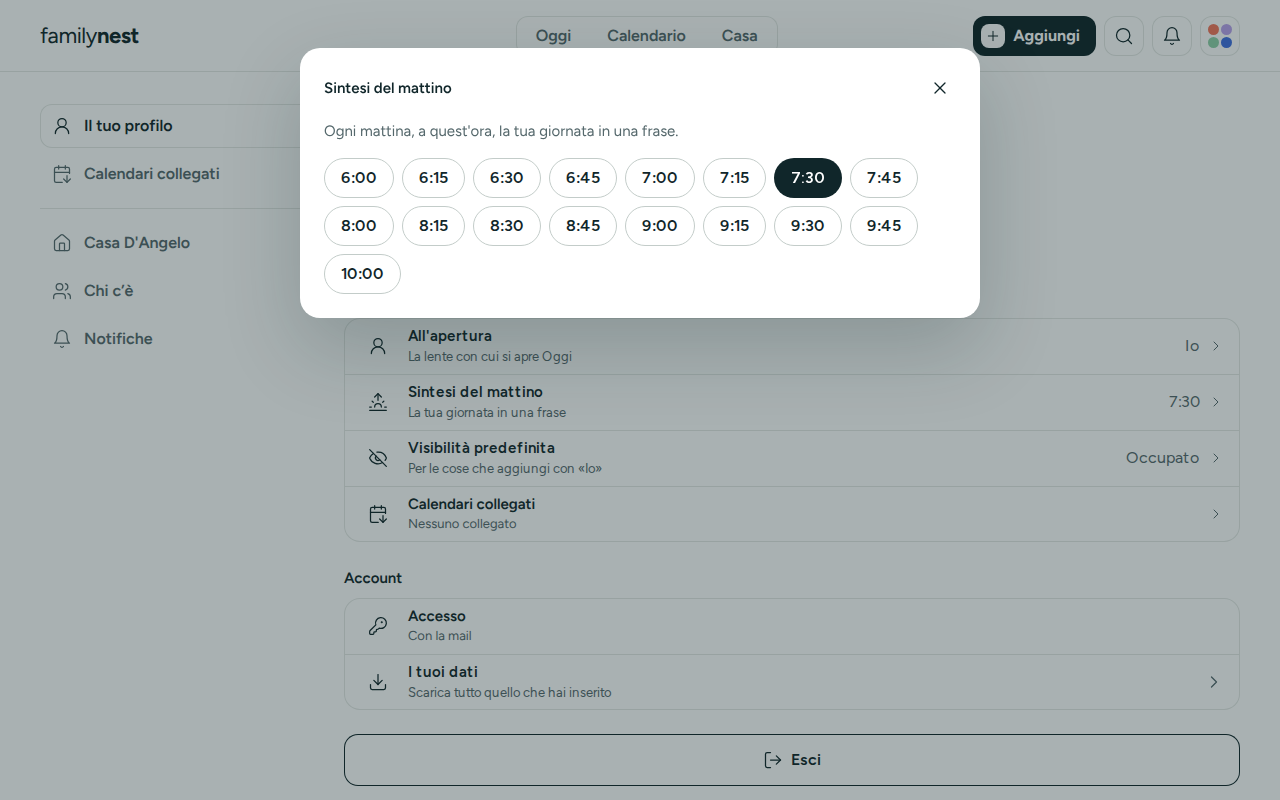 familynest
Oggi
Calendario
Casa
Aggiungi
Sintesi del mattino
Ogni mattina, a quest'ora, la tua giornata in una frase.
6:00 6:15 6:30 6:45 7:00 7:15 7:30 7:45
8:00 8:15 8:30 8:45 9:00 9:15 9:30 9:45
10:00
Il tuo profilo
Calendari collegati
Casa D'Angelo
Chi c'è
Notifiche
All'apertura
La lente con cui si apre Oggi
Io
Sintesi del mattino
La tua giornata in una frase
7:30
Visibilità predefinita
Per le cose che aggiungi con «Io»
Occupato
Calendari collegati
Nessuno collegato
Account
Accesso
Con la mail
I tuoi dati
Scarica tutto quello che hai inserito
Esci